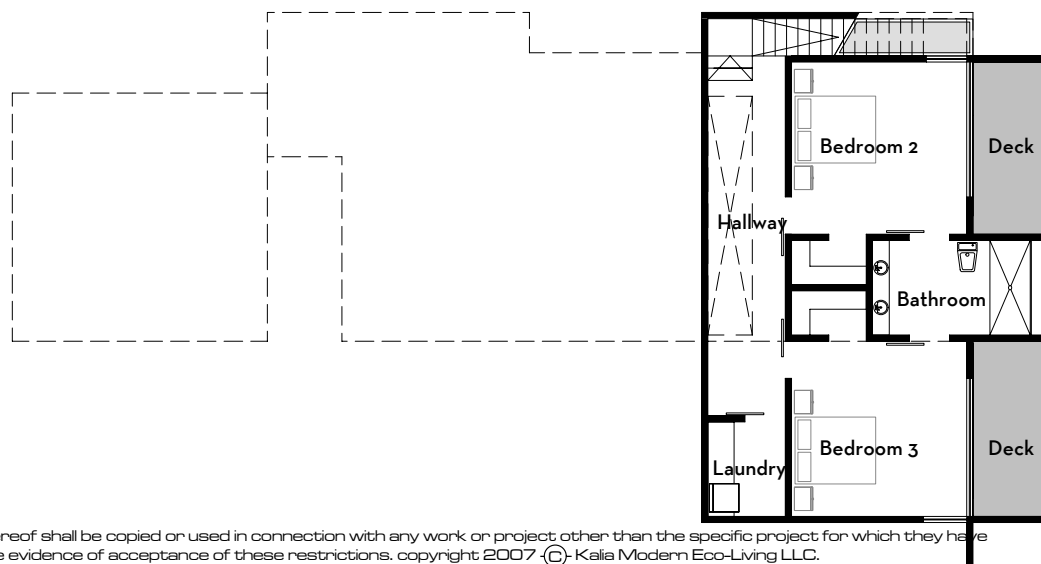 Bedroom 2
Deck
Hallway
Bathroom
Bedroom 3
Deck
Laundry
ereof shall be copied or used in connection with any work or project other than the specific project for which they have
e evidence of acceptance of these restrictions. copyright 2007 -©- Kalia Modern Eco-Living LLC.